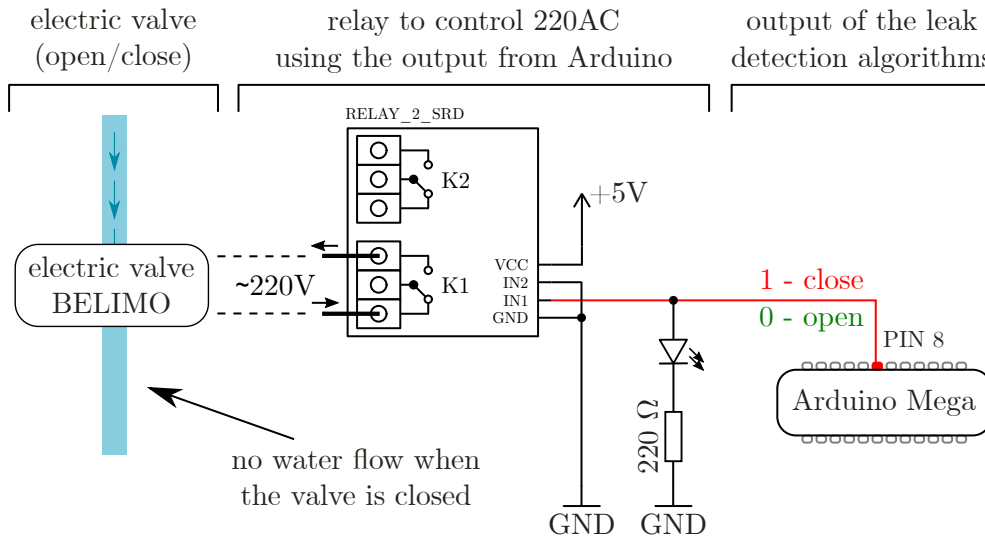 electric valve
(open/close)
relay to control 220AC
using the output from Arduino
output of the leak
detection algorithms
RELAY_2_SRD
K2
+5V
electric valve
BELIMO
~220V
K1
VCC
IN2
IN1
GND
1 - close
0 - open
PIN 8
Arduino Mega
220 Ω
no water flow when
the valve is closed
GND
GND